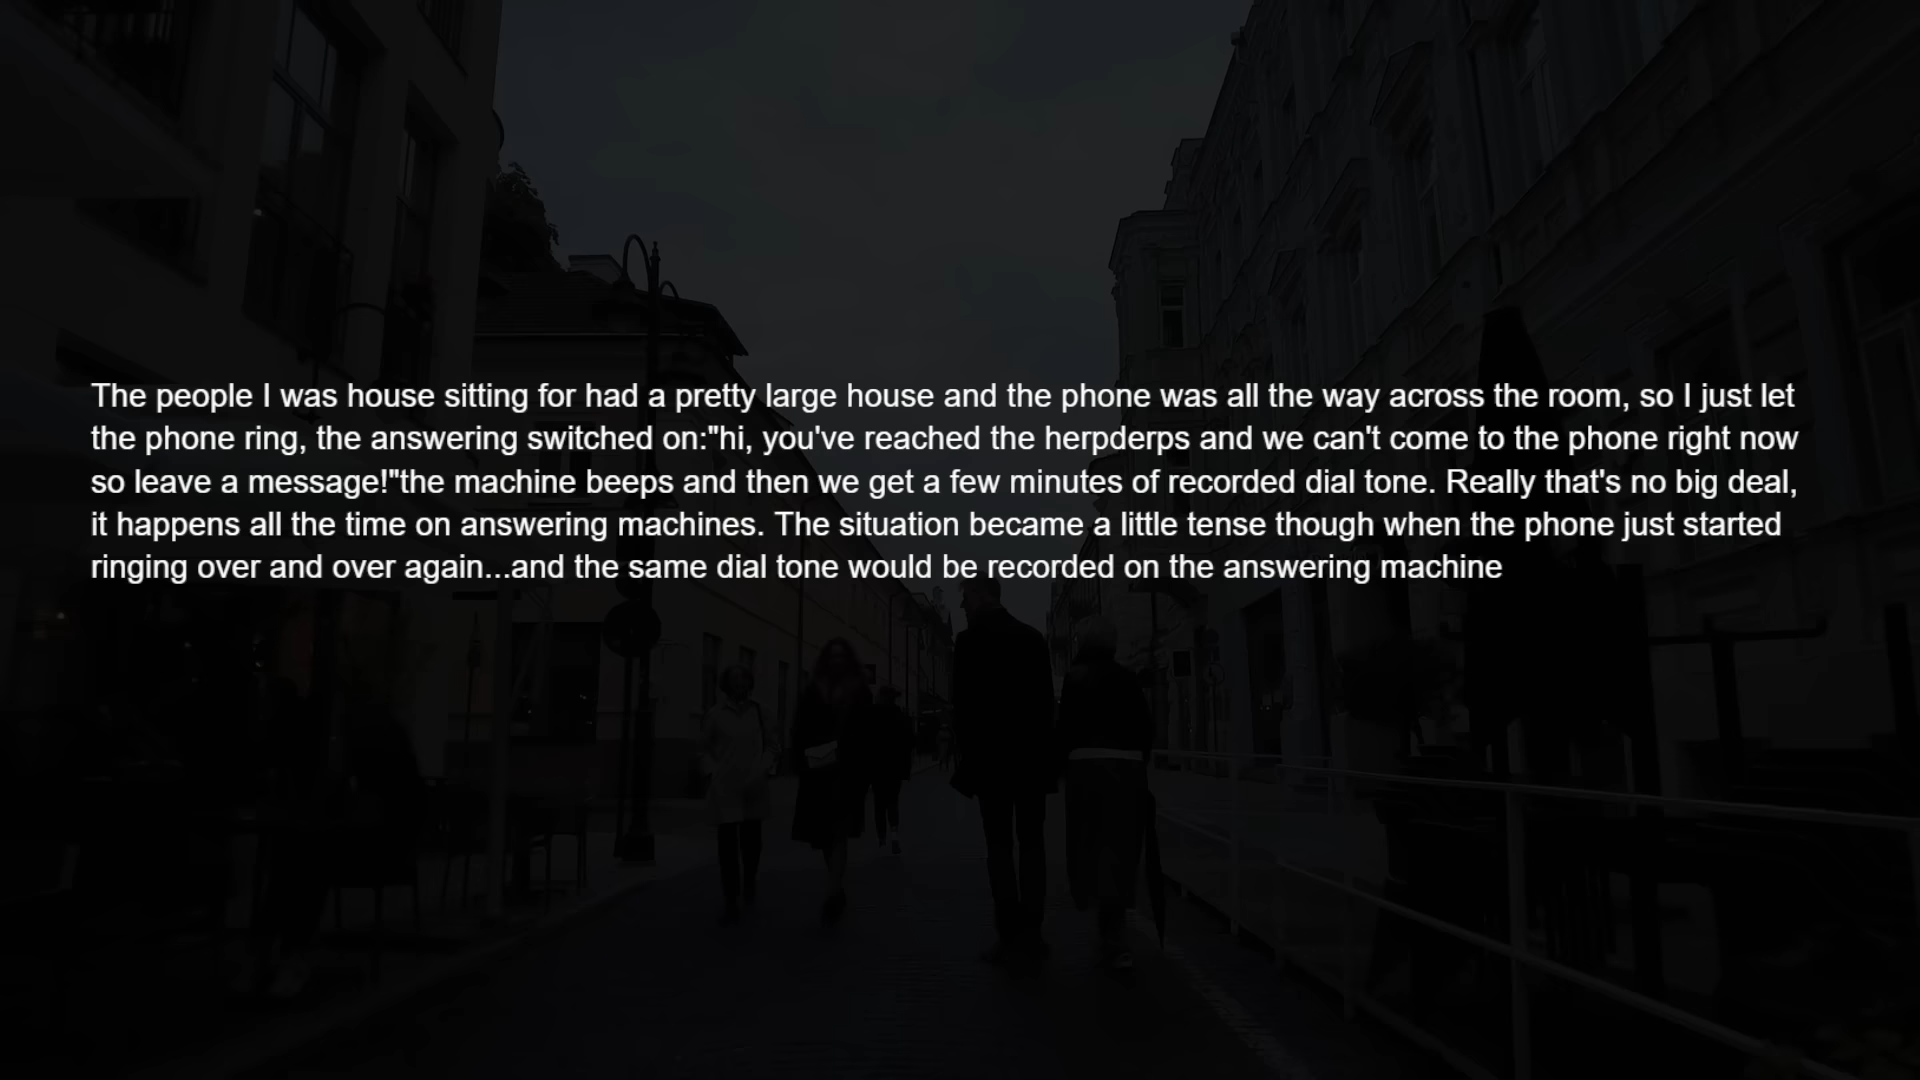 The people I was house sitting for had a pretty large house and the phone was all the way across the room, so I just let
the phone ring, the answering switched on:"hi, you've reached the herpderps and we can't come to the phone right now
so leave a message!"the machine beeps and then we get a few minutes of recorded dial tone. Really that's no big deal,
it happens all the time on answering machines. The situation became a little tense though when the phone just started
ringing over and over again...and the same dial tone would be recorded on the answering machine